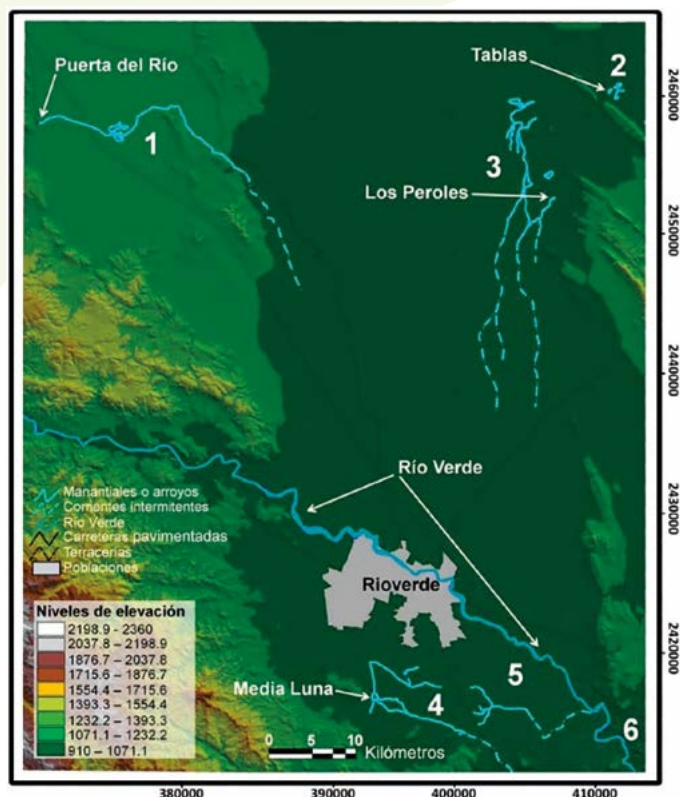 Puerta del Río
Tablas
2
1
3
Los Peroles
Río Verde
Manantiales o arroyos
Corrientes intermitentes
Río Verde
Carreteras pavimentadas
Terracerias
Poblaciones
Rioverde
Niveles de elevación
2198.9 - 2360
2037.8 - 2198.9
1876.7 - 2037.8
1715.6 - 1876.7
1554.4 - 1715.6
1393.3 - 1554.4
1232.2 - 1393.3
1071.1 - 1232.2
910 - 1071.1
Media Luna
4
5
6
0 5 10
Kilómetros
2460000
2450000
2440000
2430000
2420000
380000 390000 400000 410000